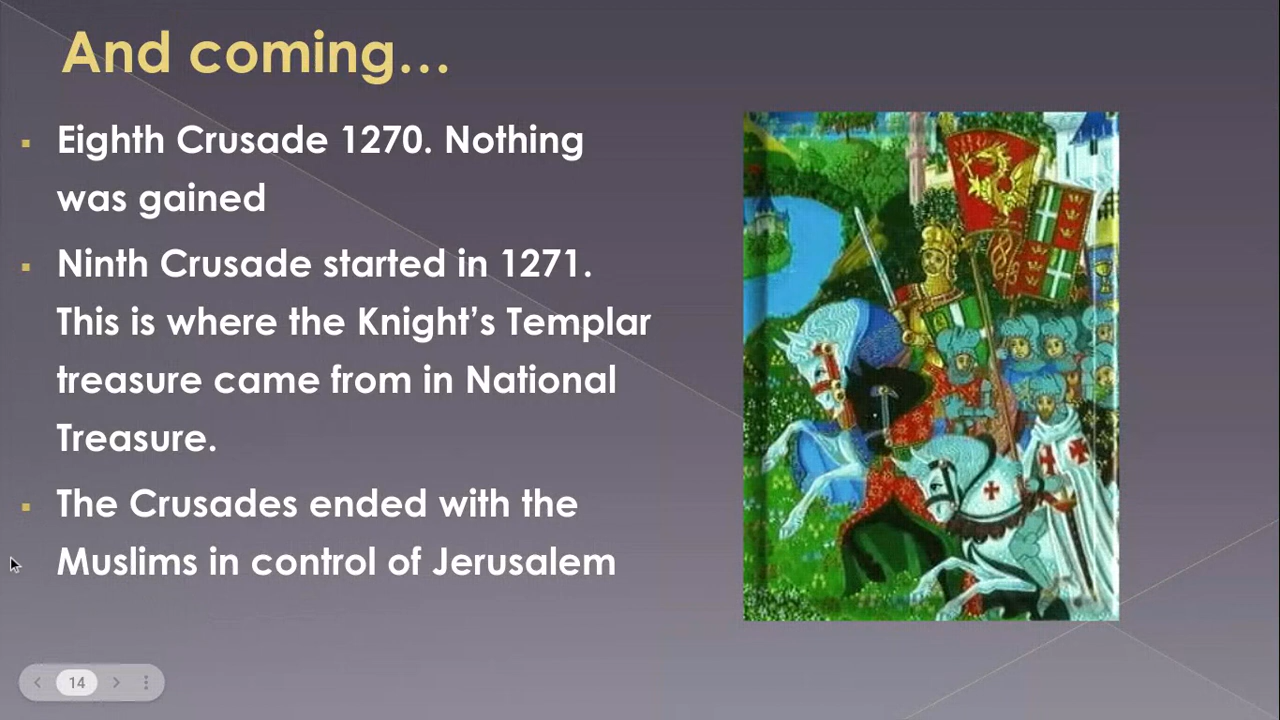 And coming…
Eighth Crusade 1270. Nothing
was gained
Ninth Crusade started in 1271.
This is where the Knight’s Templar
treasure came from in National
Treasure.
The Crusades ended with the
Muslims in control of Jerusalem
14